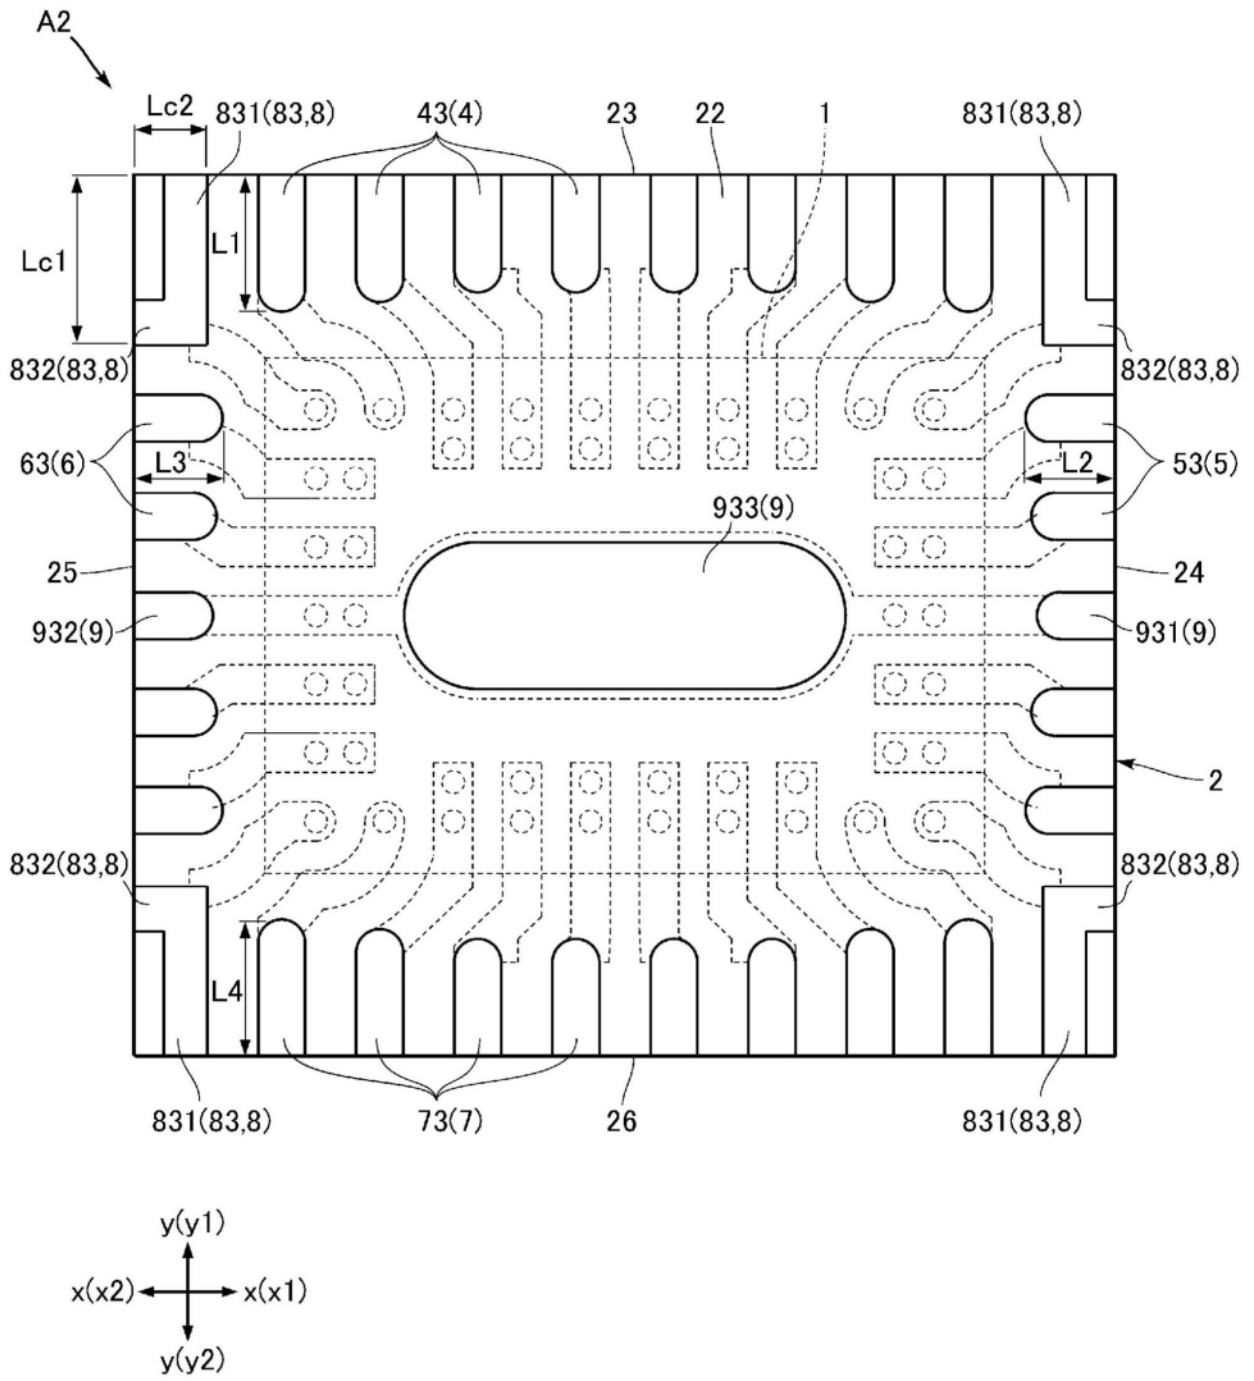 A2
Lc2
831(83,8)
43(4)
23
22
1
831(83,8)
L1
Lc1
832(83,8)
832(83,8)
63(6)
L3
L2
53(5)
933(9)
25
24
932(9)
931(9)
2
832(83,8)
832(83,8)
L4
831(83,8)
73(7)
26
831(83,8)
y(y1)
x(x2)
x(x1)
y(y2)